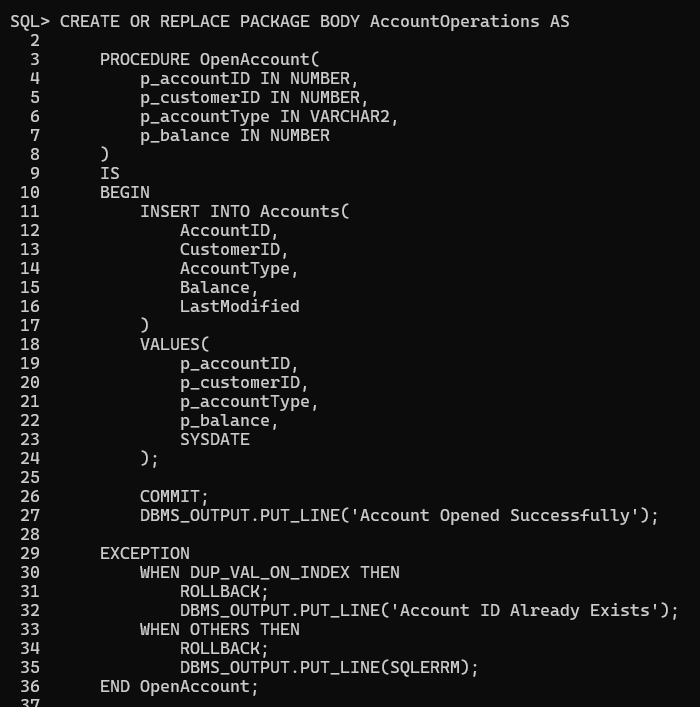 SQL> CREATE OR REPLACE PACKAGE BODY AccountOperations AS
  2
  3      PROCEDURE OpenAccount(
  4          p_accountID IN NUMBER,
  5          p_customerID IN NUMBER,
  6          p_accountType IN VARCHAR2,
  7          p_balance IN NUMBER
  8      )
  9      IS
 10      BEGIN
 11          INSERT INTO Accounts(
 12              AccountID,
 13              CustomerID,
 14              AccountType,
 15              Balance,
 16              LastModified
 17          )
 18          VALUES(
 19              p_accountID,
 20              p_customerID,
 21              p_accountType,
 22              p_balance,
 23              SYSDATE
 24          );
 25
 26          COMMIT;
 27          DBMS_OUTPUT.PUT_LINE('Account Opened Successfully');
 28
 29      EXCEPTION
 30          WHEN DUP_VAL_ON_INDEX THEN
 31              ROLLBACK;
 32              DBMS_OUTPUT.PUT_LINE('Account ID Already Exists');
 33          WHEN OTHERS THEN
 34              ROLLBACK;
 35              DBMS_OUTPUT.PUT_LINE(SQLERRM);
 36      END OpenAccount;
 37